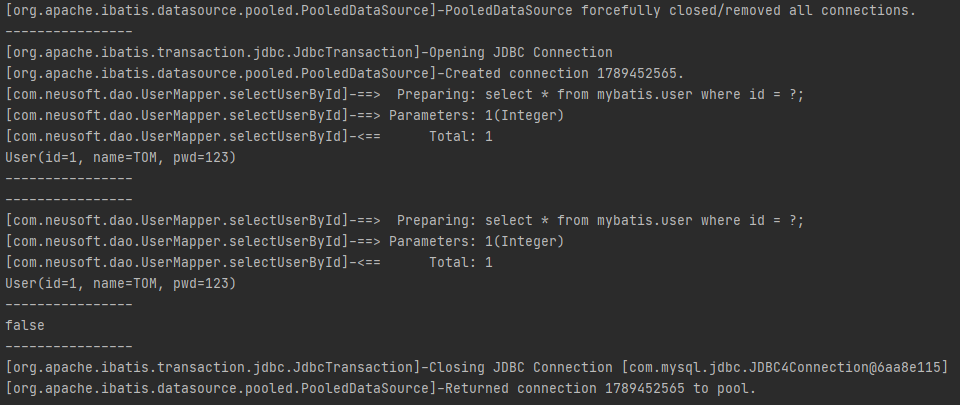 [org.apache.ibatis.datasource.pooled.PooledDataSource]-PooledDataSource forcefully closed/removed all connections.
----------------
[org.apache.ibatis.transaction.jdbc.JdbcTransaction]-Opening JDBC Connection
[org.apache.ibatis.datasource.pooled.PooledDataSource]-Created connection 1789452565.
[com.neusoft.dao.UserMapper.selectUserById]-==>  Preparing: select * from mybatis.user where id = ?;
[com.neusoft.dao.UserMapper.selectUserById]-==> Parameters: 1(Integer)
[com.neusoft.dao.UserMapper.selectUserById]-<==      Total: 1
User(id=1, name=TOM, pwd=123)
----------------
----------------
[com.neusoft.dao.UserMapper.selectUserById]-==>  Preparing: select * from mybatis.user where id = ?;
[com.neusoft.dao.UserMapper.selectUserById]-==> Parameters: 1(Integer)
[com.neusoft.dao.UserMapper.selectUserById]-<==      Total: 1
User(id=1, name=TOM, pwd=123)
----------------
false
----------------
[org.apache.ibatis.transaction.jdbc.JdbcTransaction]-Closing JDBC Connection [com.mysql.jdbc.JDBC4Connection@6aa8e115]
[org.apache.ibatis.datasource.pooled.PooledDataSource]-Returned connection 1789452565 to pool.